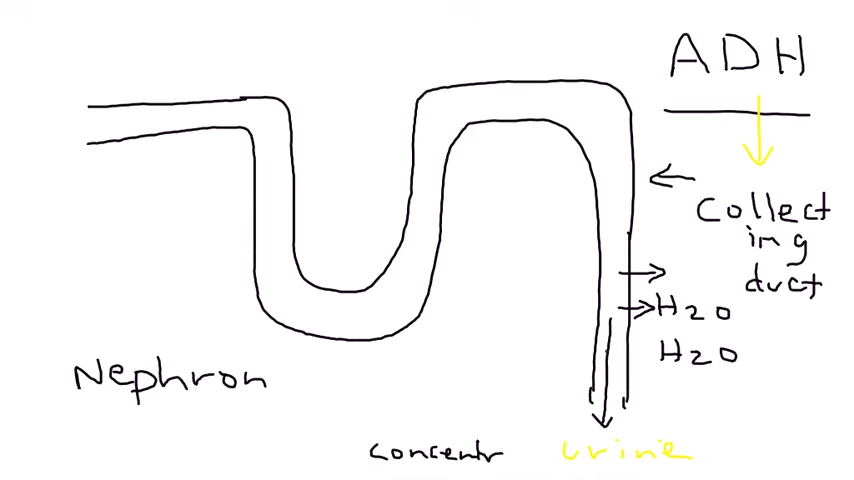 ADH
Collect
ing
duct
H2O
H2O
Nephron
concentr urine